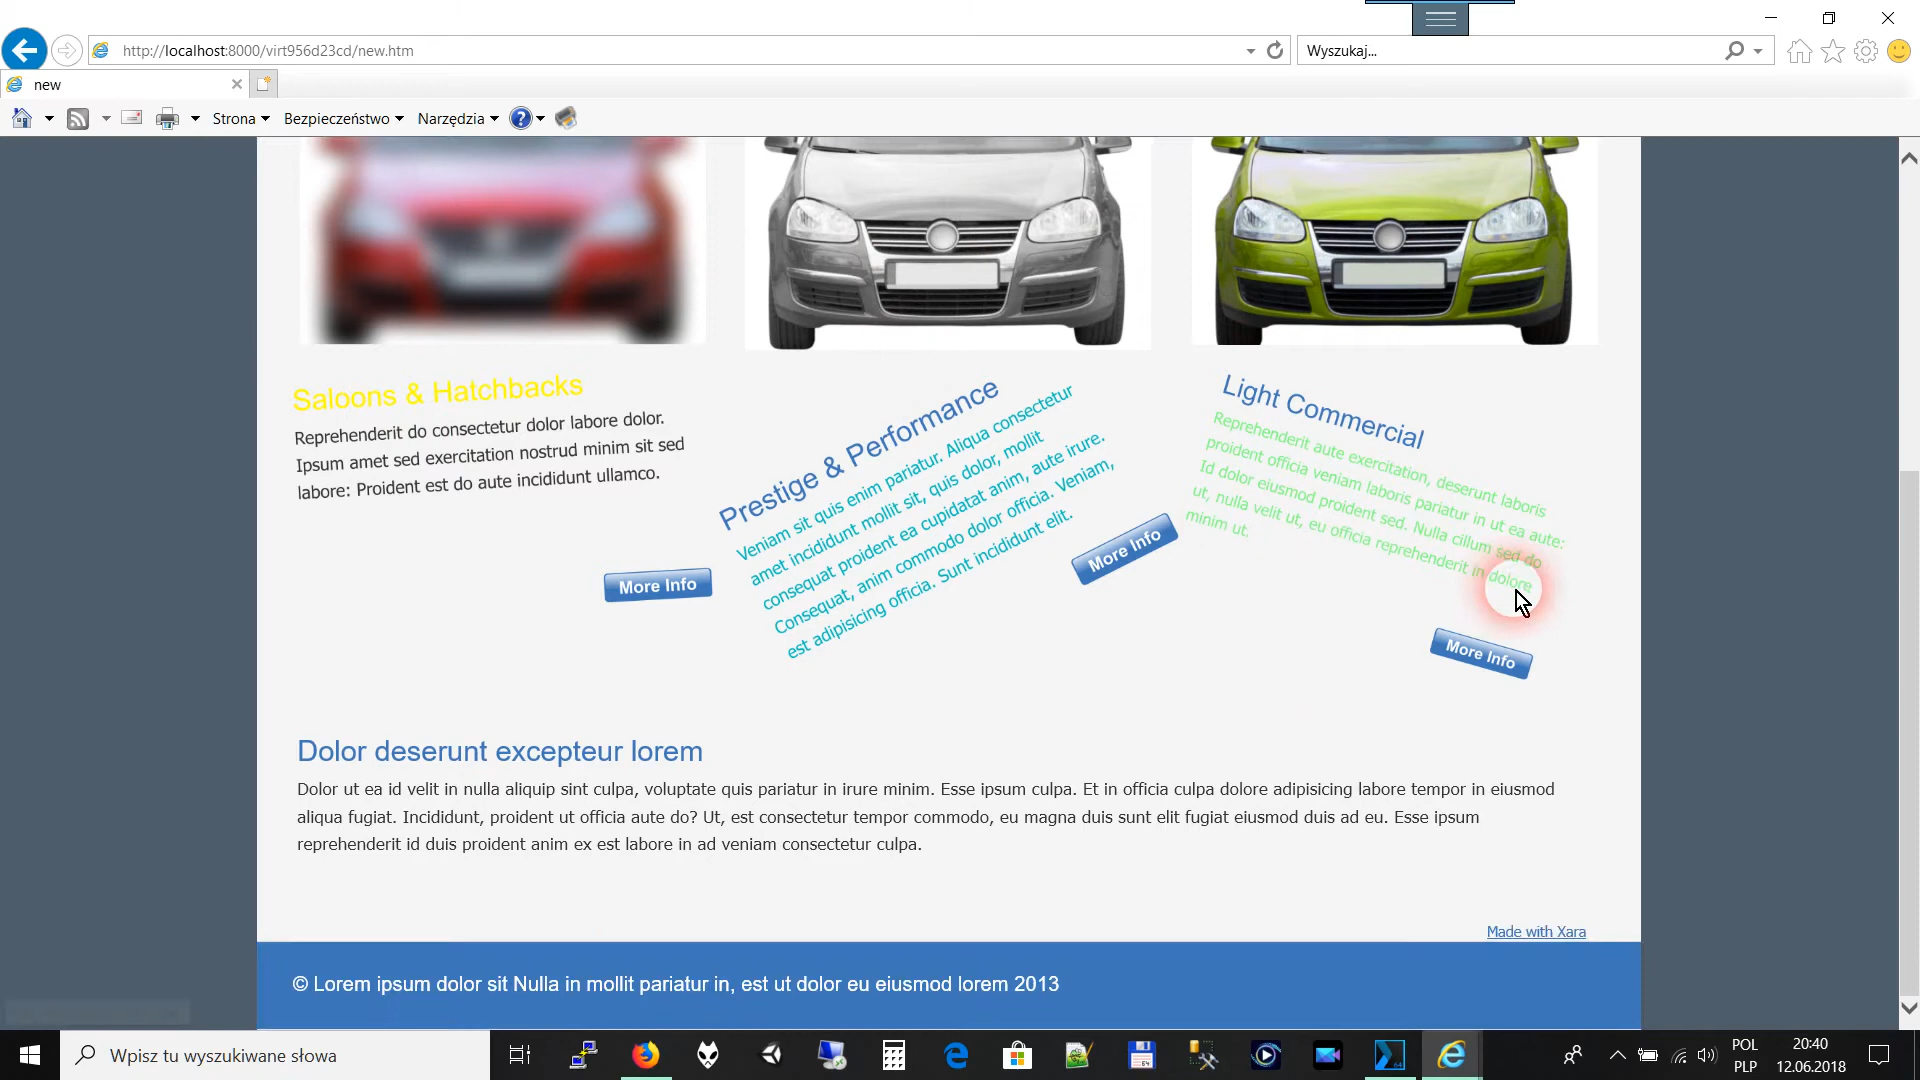 http://localhost:8000/virt956d23cd/new.htm
Wyszukaj...
new
Strona
Bezpieczeństwo
Narzędzia
Saloons & Hatchbacks
Reprehenderit do consectetur dolor labore dolor.
Ipsum amet sed exercitation nostrud minim sit sed
labore: Proident est do aute incididunt ullamco.
More Info
Prestige & Performance
Veniam sit quis enim pariatur. Aliqua consectetur
amet incididunt mollit sit, quis dolor, mollit
consequat proident ea cupidatat anim, aute irure.
Consequat, anim commodo dolor officia. Veniam,
est adipisicing officia. Sunt incididunt elit.
More Info
Light Commercial
Reprehenderit aute exercitation, deserunt laboris
proident officia veniam laboris pariatur in ut ea aute:
Id dolor eiusmod proident sed. Nulla cillum sed do
ut, nulla velit ut, eu officia reprehenderit in dolore
minim ut.
More Info
Dolor deserunt excepteur lorem
Dolor ut ea id velit in nulla aliquip sint culpa, voluptate quis pariatur in irure minim. Esse ipsum culpa. Et in officia culpa dolore adipisicing labore tempor in eiusmod
aliqua fugiat. Incididunt, proident ut officia aute do? Ut, est consectetur tempor commodo, eu magna duis sunt elit fugiat eiusmod duis ad eu. Esse ipsum
reprehenderit id duis proident anim ex est labore in ad veniam consectetur culpa.
Made with Xara
© Lorem ipsum dolor sit Nulla in mollit pariatur in, est ut dolor eu eiusmod lorem 2013
Wpisz tu wyszukiwane słowa
POL
PLP
20:40
12.06.2018